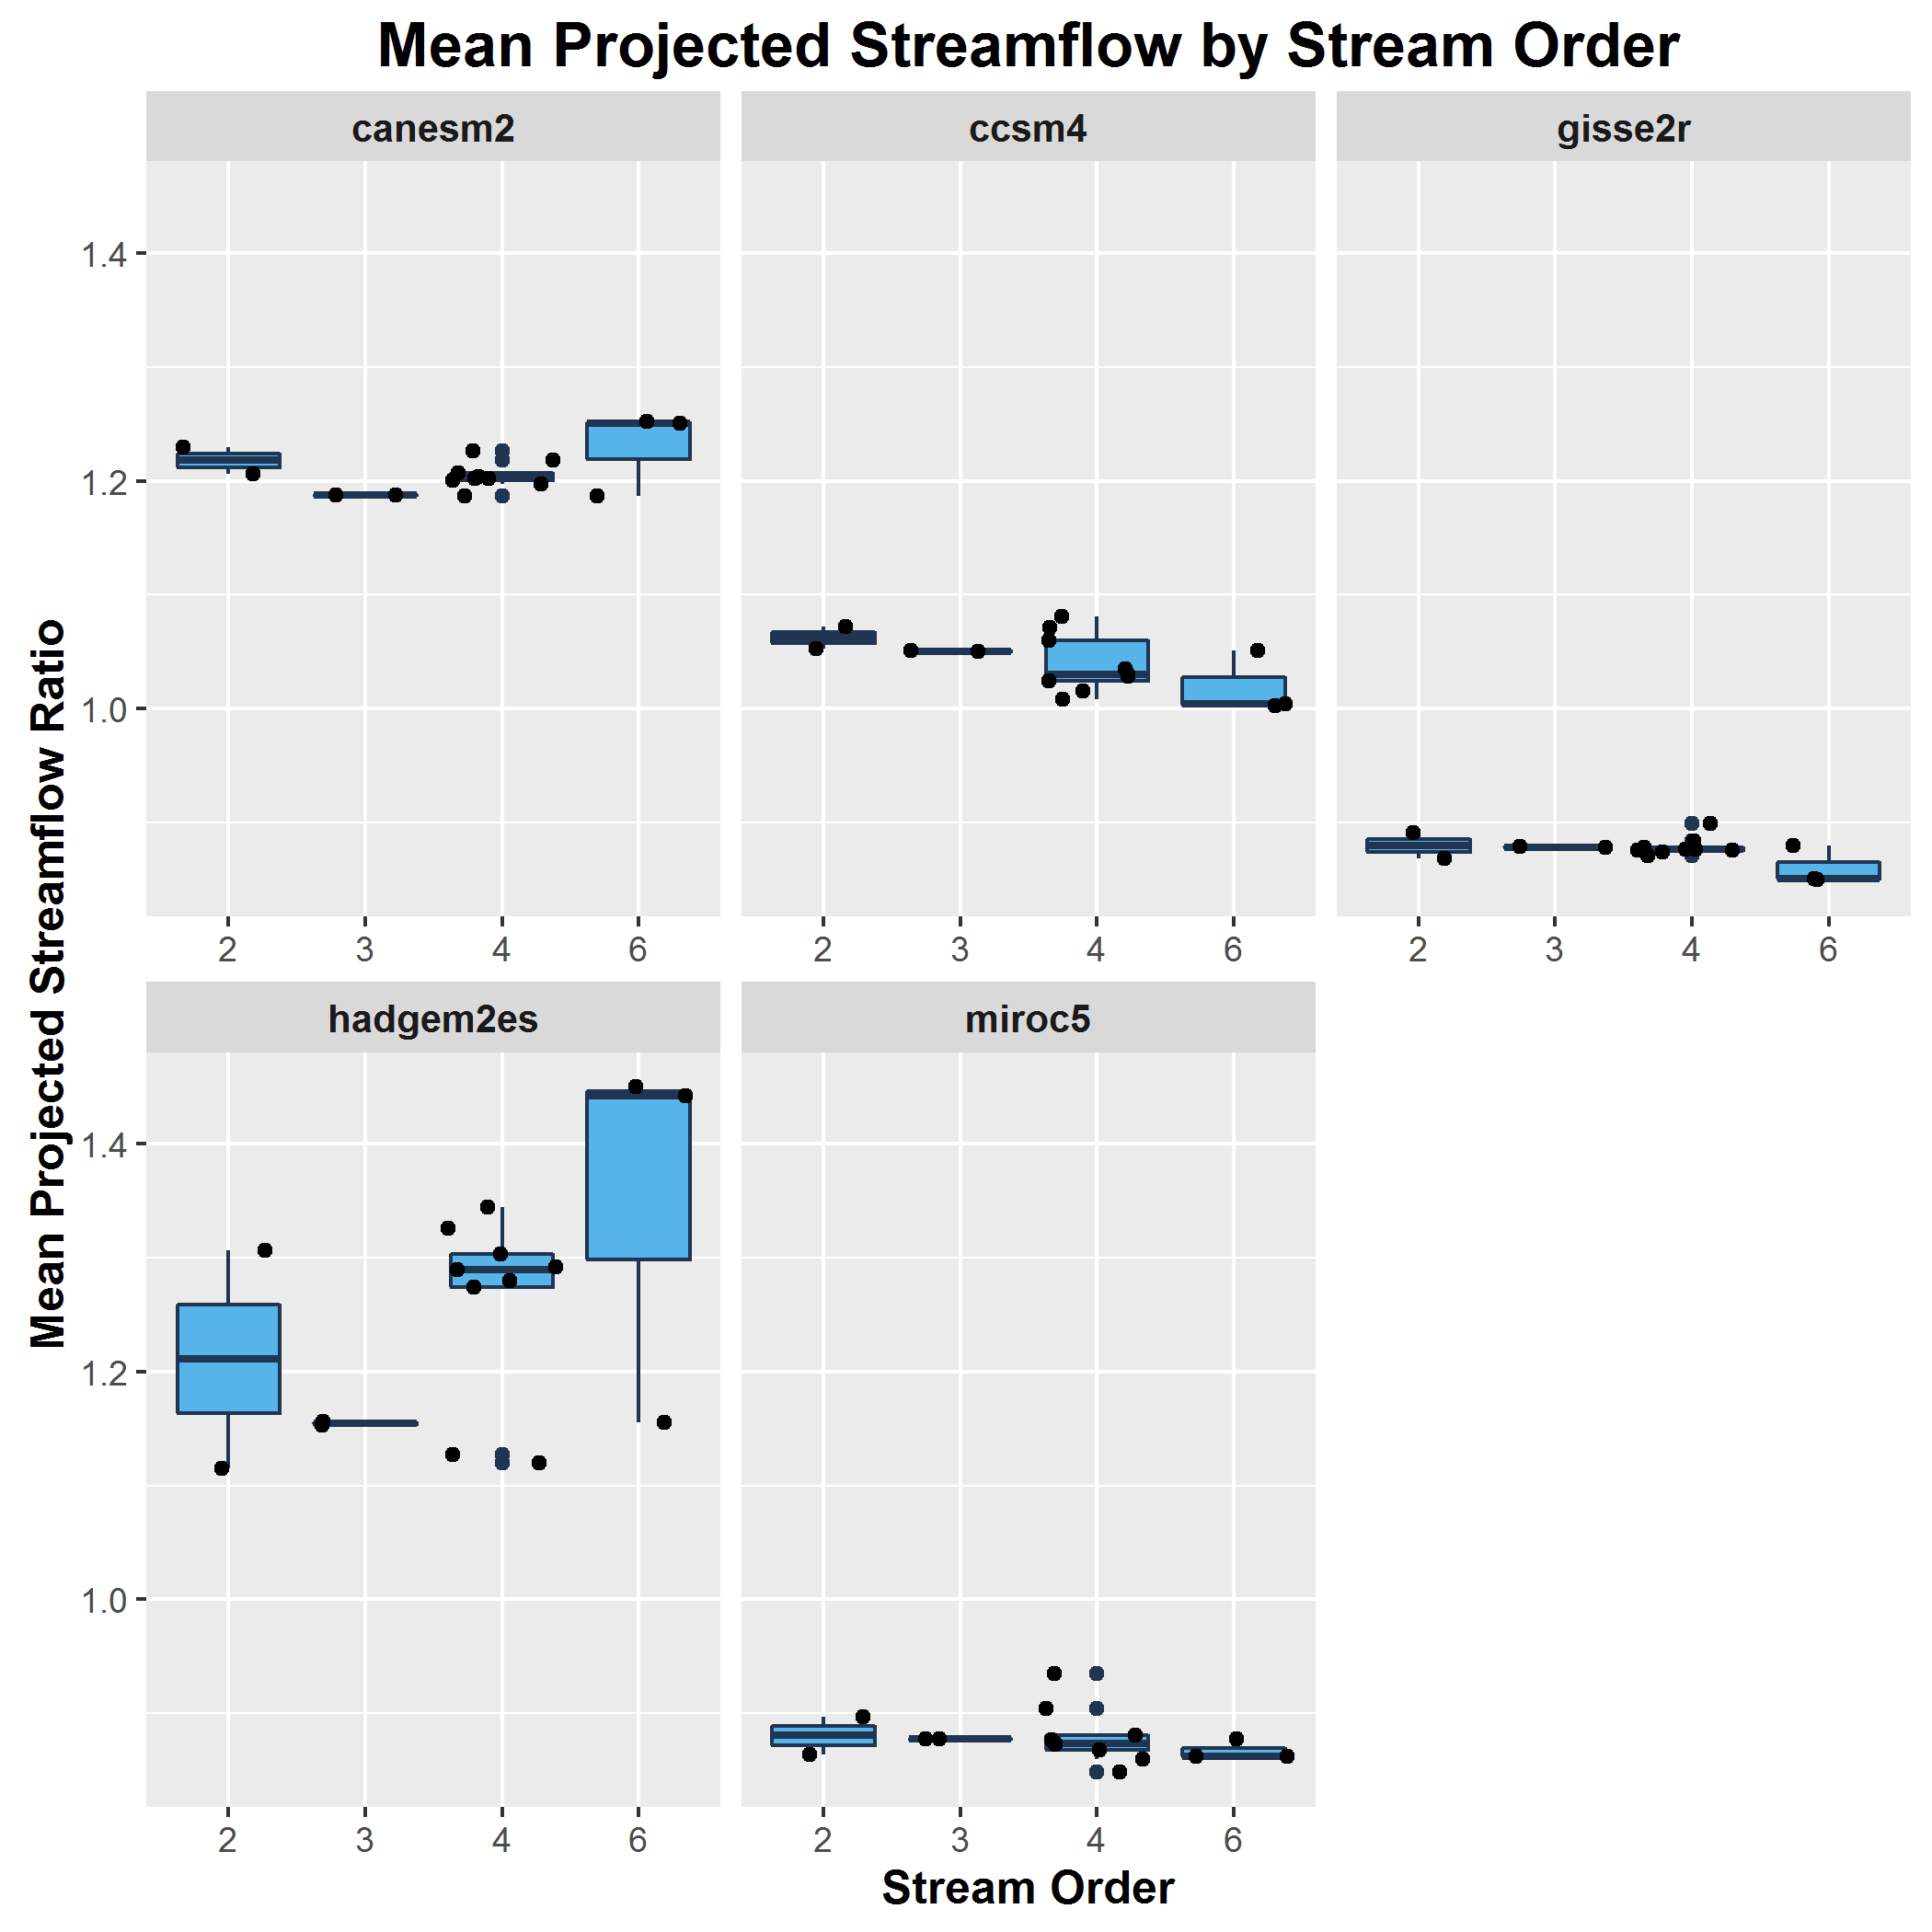 Mean Projected Streamflow by Stream Order
canesm2 ccsm4 gisse2r
1.4
1.2
1.0
2 3 4 6 2 3 4 6 2 3 4 6
Mean Projected Streamflow Ratio
hadgem2es miroc5
1.4
1.2
1.0
2 3 4 6 2 3 4 6
Stream Order